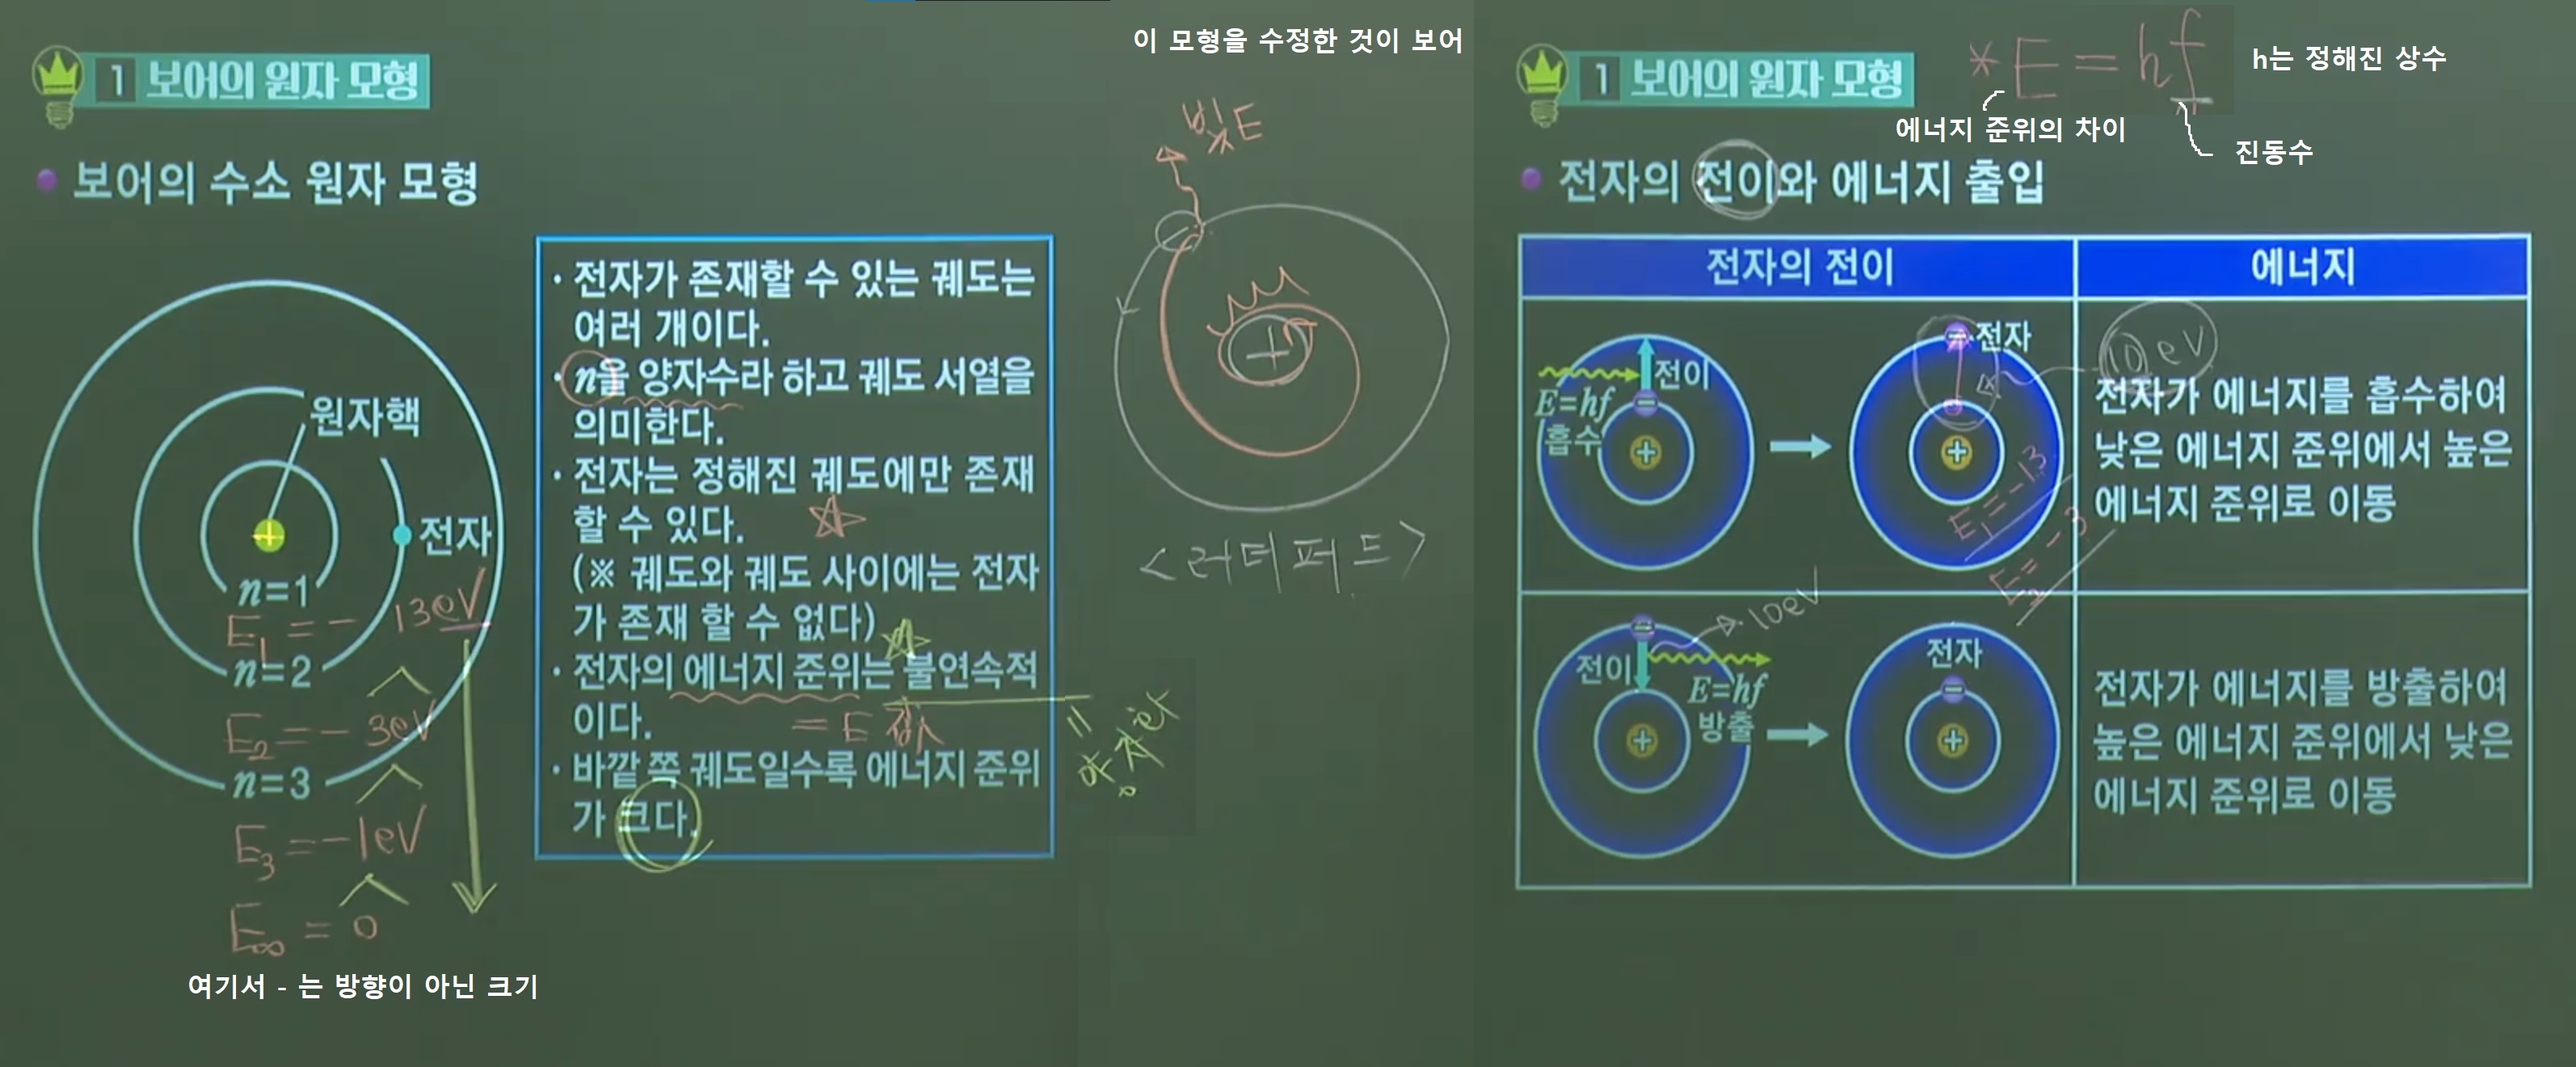 1 보어의 원자 모형
보어의 수소 원자 모형
원자핵
전자
n=1
E₁ = - 13eV
n=2
E₂ = - 3eV
n=3
E₃ = -1eV
E∞ = 0
여기서 - 는 방향이 아닌 크기
· 전자가 존재할 수 있는 궤도는
여러 개이다.
· n을 양자수라 하고 궤도 서열을
의미한다.
· 전자는 정해진 궤도에만 존재
할 수 있다.
(※ 궤도와 궤도 사이에는 전자
가 존재 할 수 없다)
· 전자의 에너지 준위는 불연속적
이다.
= E 값
= 양자화
· 바깥 쪽 궤도일수록 에너지 준위
가 크다.
이 모형을 수정한 것이 보어
빛E
+
<러더퍼드>
1 보어의 원자 모형
* E = hf
h는 정해진 상수
에너지 준위의 차이
진동수
전자의 전이와 에너지 출입
전자의 전이
에너지
전이
E=hf
흡수
전자
10eV
E₁ = -13
E₂ = -3
전자가 에너지를 흡수하여
낮은 에너지 준위에서 높은
에너지 준위로 이동
전이
10eV
E=hf
방출
전자
전자가 에너지를 방출하여
높은 에너지 준위에서 낮은
에너지 준위로 이동